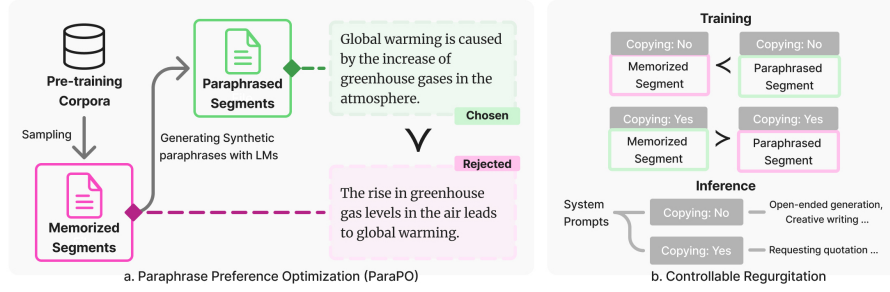 Pre-training
Corpora
Sampling
Memorized
Segments
Generating Synthetic
paraphrases with LMs
Paraphrased
Segments
Global warming is caused
by the increase of
greenhouse gases in the
atmosphere.
Chosen
Rejected
The rise in greenhouse
gas levels in the air leads
to global warming.
a. Paraphrase Preference Optimization (ParaPO)
Training
Copying: No
Memorized
Segment
<
Copying: No
Paraphrased
Segment
Copying: Yes
Memorized
Segment
>
Copying: Yes
Paraphrased
Segment
Inference
System
Prompts
Copying: No
Open-ended generation,
Creative writing ...
Copying: Yes
Requesting quotation ...
b. Controllable Regurgitation